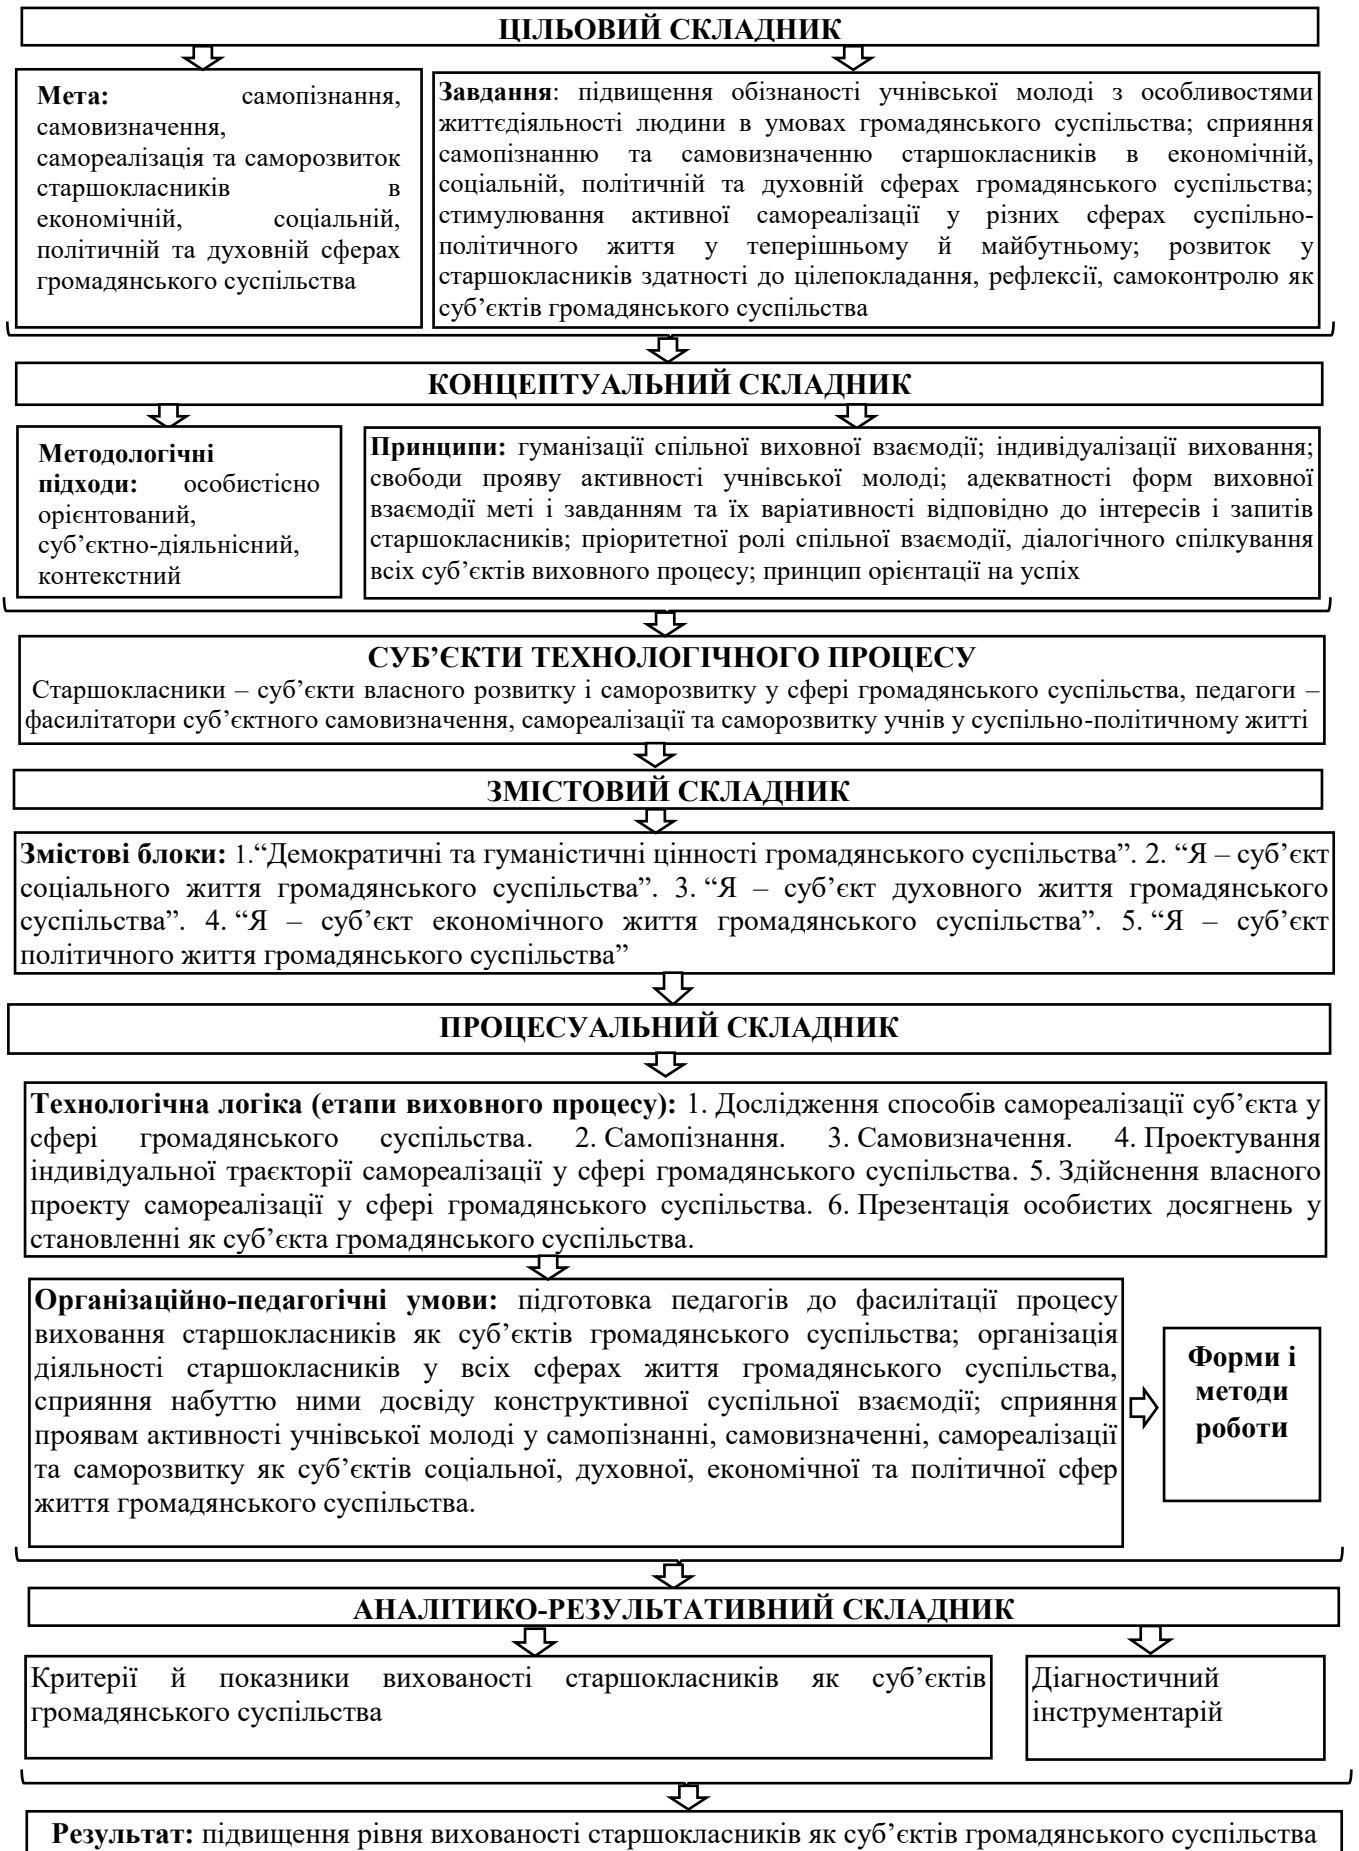 ЦІЛЬОВИЙ СКЛАДНИК
Мета: самопізнання,
самовизначення,
самореалізація та саморозвиток
старшокласників в
економічній, соціальній,
політичній та духовній сферах
громадянського суспільства
Завдання: підвищення обізнаності учнівської молоді з особливостями
життєдіяльності людини в умовах громадянського суспільства; сприяння
самопізнанню та самовизначенню старшокласників в економічній,
соціальній, політичній та духовній сферах громадянського суспільства;
стимулювання активної самореалізації у різних сферах суспільно-
політичного життя у теперішньому й майбутньому; розвиток у
старшокласників здатності до цілепокладання, рефлексії, самоконтролю як
суб’єктів громадянського суспільства
КОНЦЕПТУАЛЬНИЙ СКЛАДНИК
Методологічні
підходи: особистісно
орієнтований,
суб’єктно-діяльнісний,
контекстний
Принципи: гуманізації спільної виховної взаємодії; індивідуалізації виховання;
свободи прояву активності учнівської молоді; адекватності форм виховної
взаємодії меті і завданням та їх варіативності відповідно до інтересів і запитів
старшокласників; пріоритетної ролі спільної взаємодії, діалогічного спілкування
всіх суб’єктів виховного процесу; принцип орієнтації на успіх
СУБ’ЄКТИ ТЕХНОЛОГІЧНОГО ПРОЦЕСУ
Старшокласники – суб’єкти власного розвитку і саморозвитку у сфері громадянського суспільства, педагоги –
фасилітатори суб’єктного самовизначення, самореалізації та саморозвитку учнів у суспільно-політичному житті
ЗМІСТОВИЙ СКЛАДНИК
Змістові блоки: 1.“Демократичні та гуманістичні цінності громадянського суспільства”. 2. “Я – суб’єкт
соціального життя громадянського суспільства”. 3. “Я – суб’єкт духовного життя громадянського
суспільства”. 4. “Я – суб’єкт економічного життя громадянського суспільства”. 5. “Я – суб’єкт
політичного життя громадянського суспільства”
ПРОЦЕСУАЛЬНИЙ СКЛАДНИК
Технологічна логіка (етапи виховного процесу): 1. Дослідження способів самореалізації суб’єкта у
сфері громадянського суспільства. 2. Самопізнання. 3. Самовизначення. 4. Проектування
індивідуальної траєкторії самореалізації у сфері громадянського суспільства. 5. Здійснення власного
проекту самореалізації у сфері громадянського суспільства. 6. Презентація особистих досягнень у
становленні як суб’єкта громадянського суспільства.
Організаційно-педагогічні умови: підготовка педагогів до фасилітації процесу
виховання старшокласників як суб’єктів громадянського суспільства; організація
діяльності старшокласників у всіх сферах життя громадянського суспільства,
сприяння набуттю ними досвіду конструктивної суспільної взаємодії; сприяння
проявам активності учнівської молоді у самопізнанні, самовизначенні, самореалізації
та саморозвитку як суб’єктів соціальної, духовної, економічної та політичної сфер
життя громадянського суспільства.
Форми і
методи
роботи
АНАЛІТИКО-РЕЗУЛЬТАТИВНИЙ СКЛАДНИК
Критерії й показники вихованості старшокласників як суб’єктів
громадянського суспільства
Діагностичний
інструментарій
Результат: підвищення рівня вихованості старшокласників як суб’єктів громадянського суспільства